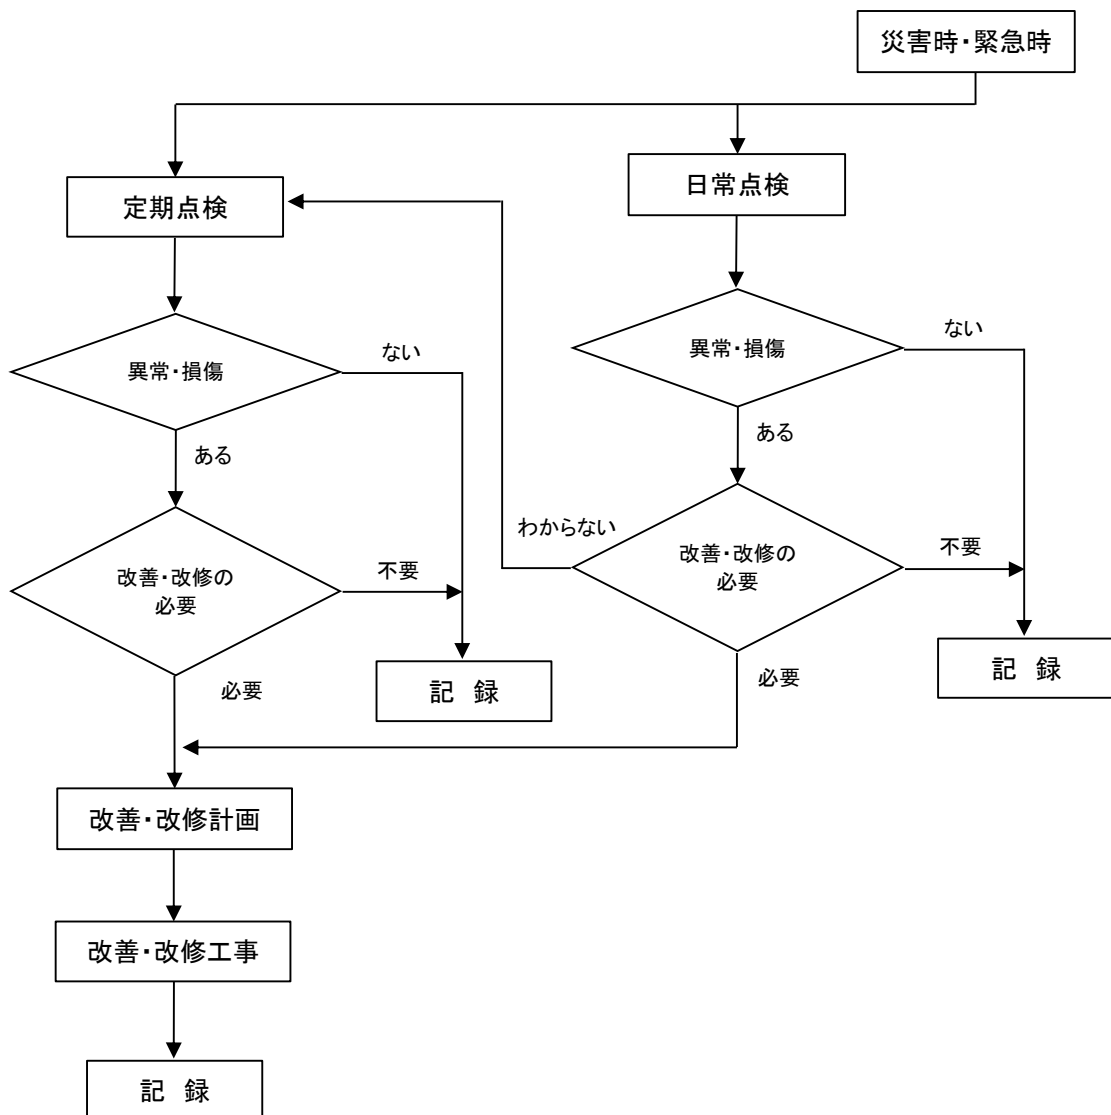 災害時・緊急時
日常点検
定期点検
異常・損傷
ない
ある
異常・損傷
ない
ある
わからない
改善・改修の
必要
不要
改善・改修の
必要
不要
必要
記 録
必要
記 録
改善・改修計画
改善・改修工事
記 録